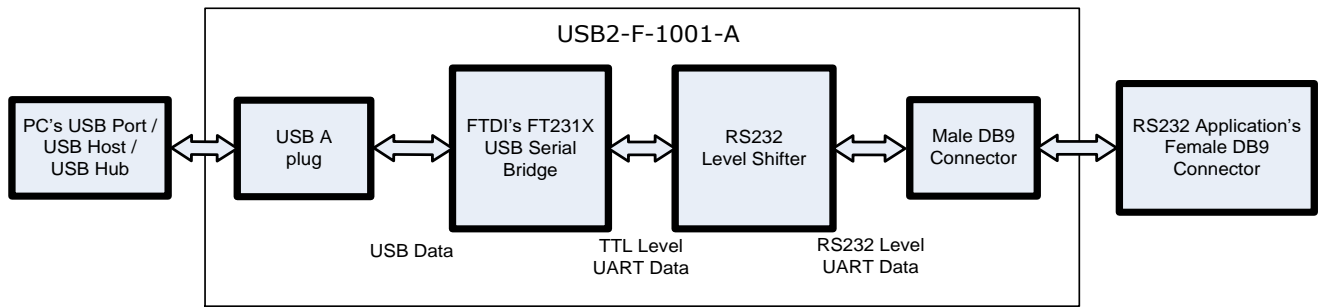 USB2-F-1001-A
PC's USB Port /
USB Host /
USB Hub
USB A
plug
FTDI's FT231X
USB Serial
Bridge
RS232
Level Shifter
Male DB9
Connector
RS232 Application's
Female DB9
Connector
USB Data
TTL Level
UART Data
RS232 Level
UART Data